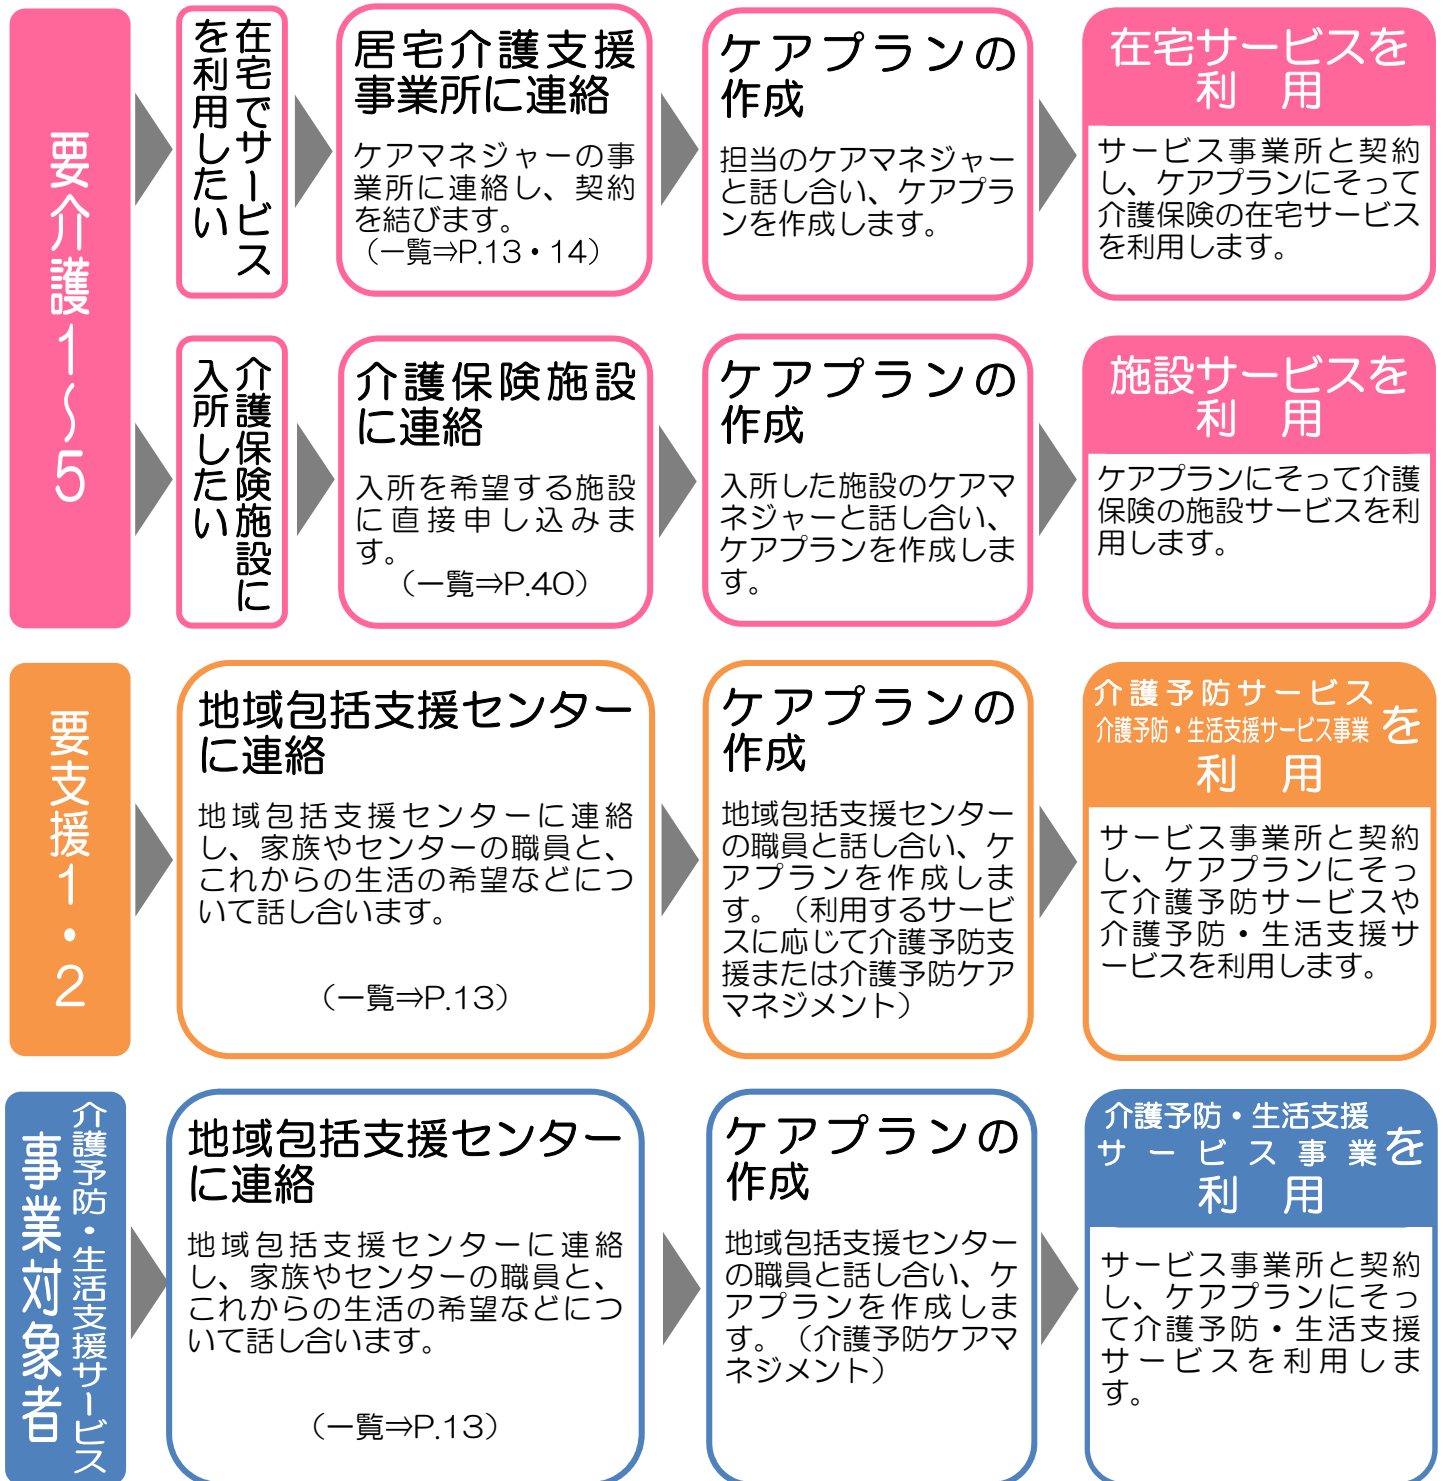 要介護1～5
在宅でサービス
を利用したい
居宅介護支援
事業所に連絡
ケアマネジャーの事
業所に連絡し、契約
を結びます。
（一覧⇒P.13・14）
ケアプランの
作成
担当のケアマネジャー
と話し合い、ケアプラ
ンを作成します。
在宅サービスを
利　用
サービス事業所と契約
し、ケアプランにそって
介護保険の在宅サービス
を利用します。
介護保険施設に
入所したい
介護保険施設
に連絡
入所を希望する施設
に直接申し込みま
す。
（一覧⇒P.40）
ケアプランの
作成
入所した施設のケアマ
ネジャーと話し合い、
ケアプランを作成しま
す。
施設サービスを
利　用
ケアプランにそって介護
保険の施設サービスを利
用します。
要支援1・2
地域包括支援センター
に連絡
地域包括支援センターに連絡
し、家族やセンターの職員と、
これからの生活の希望などにつ
いて話し合います。
（一覧⇒P.13）
ケアプランの
作成
地域包括支援センター
の職員と話し合い、ケ
アプランを作成しま
す。（利用するサービ
スに応じて介護予防支
援または介護予防ケア
マネジメント）
介護予防サービス
介護予防・生活支援サービス事業 を
利　用
サービス事業所と契約
し、ケアプランにそっ
て介護予防サービスや
介護予防・生活支援サ
ービスを利用します。
介護予防・生活支援サービス
事業対象者
地域包括支援センター
に連絡
地域包括支援センターに連絡
し、家族やセンターの職員と、
これからの生活の希望などにつ
いて話し合います。
（一覧⇒P.13）
ケアプランの
作成
地域包括支援センター
の職員と話し合い、ケ
アプランを作成しま
す。（介護予防ケアマ
ネジメント）
介護予防・生活支援
サービス事業を
利　用
サービス事業所と契約
し、ケアプランにそっ
て介護予防・生活支援
サービスを利用しま
す。